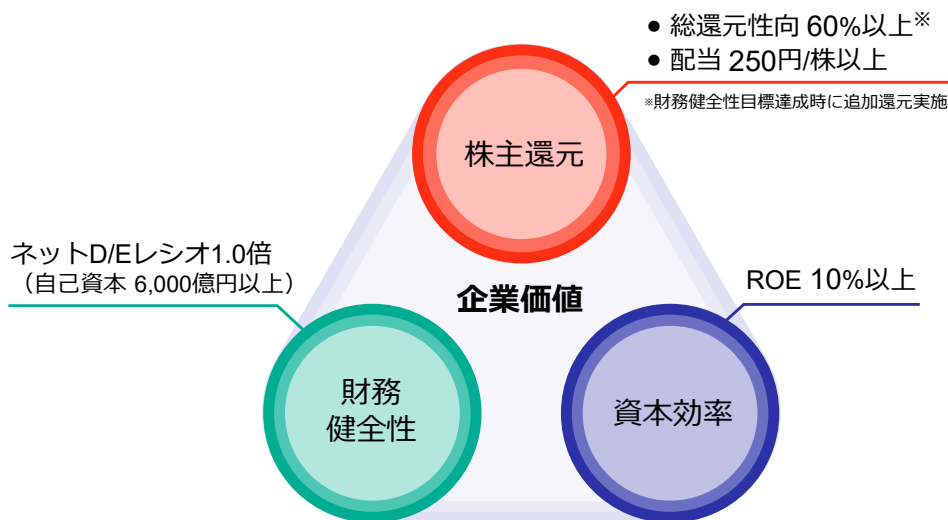 ● 総還元性向 60%以上※
● 配当 250円/株以上
※財務健全性目標達成時に追加還元実施
株主還元
ネットD/Eレシオ1.0倍
（自己資本 6,000億円以上）
企業価値
ROE 10%以上
財務
健全性
資本効率